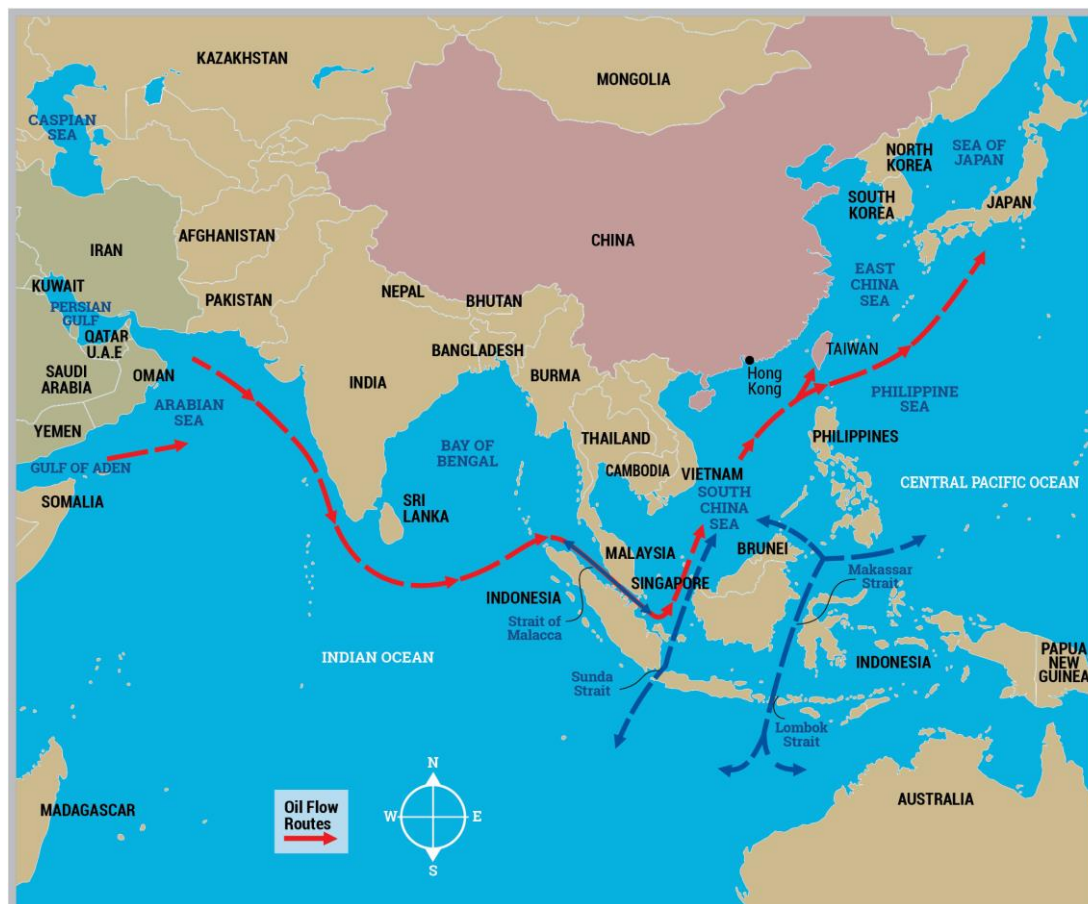 KAZAKHSTAN
MONGOLIA
CASPIAN
SEA
NORTH
KOREA
SEA OF
JAPAN
SOUTH
KOREA
JAPAN
AFGHANISTAN
IRAN
CHINA
KUWAIT
PERSIAN
GULF
PAKISTAN
NEPAL
BHUTAN
EAST
CHINA
SEA
QATAR
U.A.E
BANGLADESH
TAIWAN
SAUDI
ARABIA
OMAN
INDIA
BURMA
Hong
Kong
ARABIAN
SEA
PHILIPPINE
SEA
YEMEN
BAY OF
BENGAL
THAILAND
PHILIPPINES
GULF OF ADEN
CAMBODIA
VIETNAM
SOMALIA
SRI
LANKA
SOUTH
CHINA
SEA
CENTRAL PACIFIC OCEAN
MALAYSIA
BRUNEI
SINGAPORE
Makassar
Strait
INDONESIA
Strait of
Malacca
INDIAN OCEAN
Sunda
Strait
INDONESIA
PAPUA
NEW
GUINEA
Lombok
Strait
MADAGASCAR
Oil Flow
Routes
N
W
E
S
AUSTRALIA